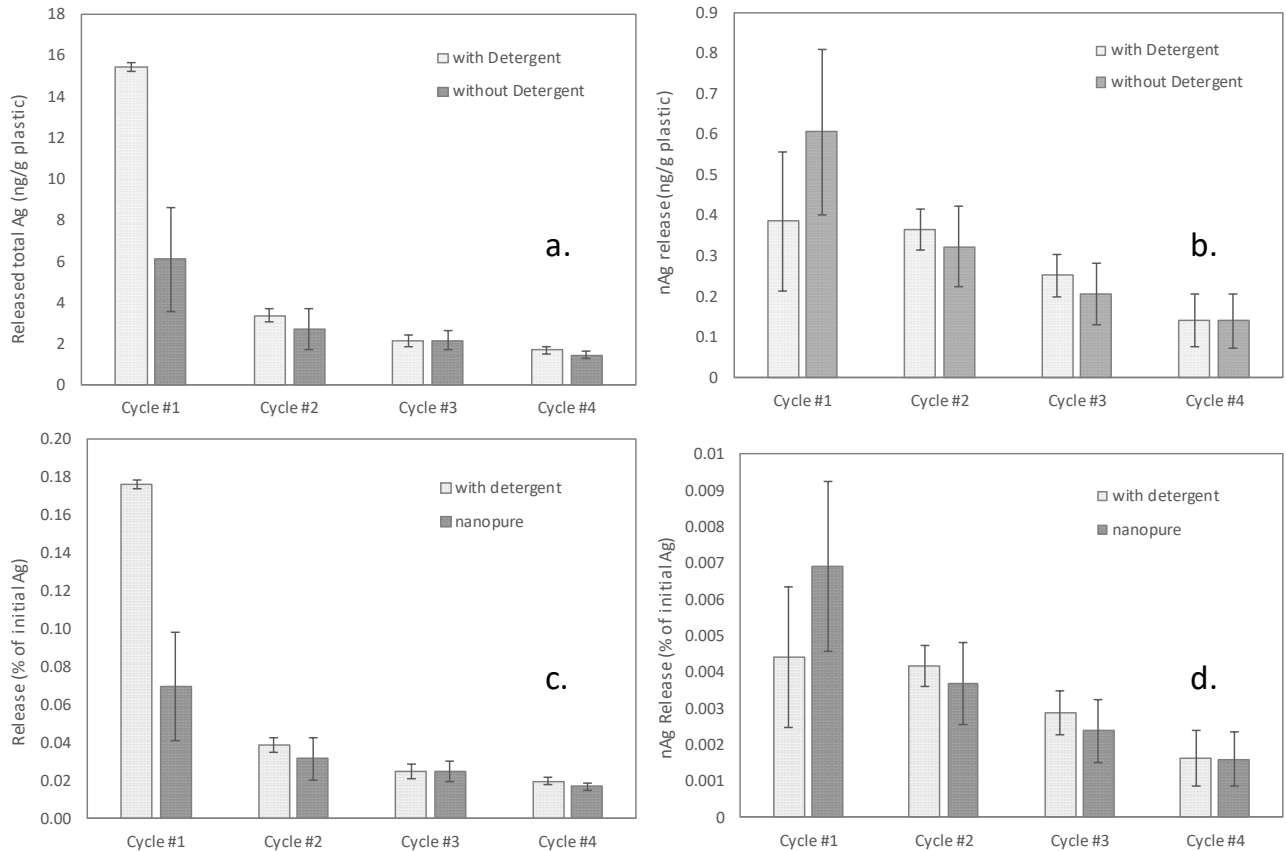 Released total Ag (ng/g plastic)
18
16
14
12
10
8
6
4
2
0
with Detergent
without Detergent
a.
Cycle #1 Cycle #2 Cycle #3 Cycle #4
nAg release (ng/g plastic)
0.9
0.8
0.7
0.6
0.5
0.4
0.3
0.2
0.1
0
with Detergent
without Detergent
b.
Cycle #1 Cycle #2 Cycle #3 Cycle #4
Release (% of initial Ag)
0.20
0.18
0.16
0.14
0.12
0.10
0.08
0.06
0.04
0.02
0.00
with detergent
nanopure
c.
Cycle #1 Cycle #2 Cycle #3 Cycle #4
nAg Release (% of initial Ag)
0.01
0.009
0.008
0.007
0.006
0.005
0.004
0.003
0.002
0.001
0
with detergent
nanopure
d.
Cycle #1 Cycle #2 Cycle #3 Cycle #4